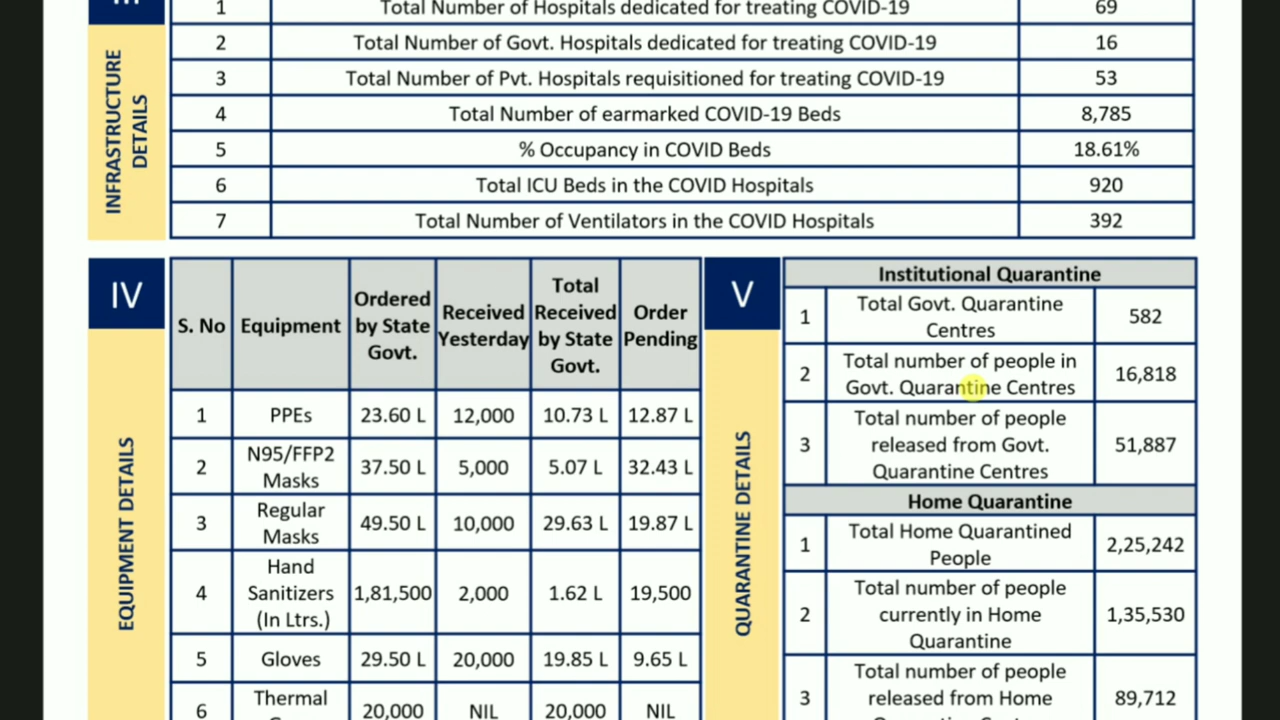 III
INFRASTRUCTURE
DETAILS
1 Total Number of Hospitals dedicated for treating COVID-19 69
2 Total Number of Govt. Hospitals dedicated for treating COVID-19 16
3 Total Number of Pvt. Hospitals requisitioned for treating COVID-19 53
4 Total Number of earmarked COVID-19 Beds 8,785
5 % Occupancy in COVID Beds 18.61%
6 Total ICU Beds in the COVID Hospitals 920
7 Total Number of Ventilators in the COVID Hospitals 392
IV
EQUIPMENT DETAILS
S. No Equipment Ordered
by State
Govt. Received
Yesterday Total
Received
by State
Govt. Order
Pending
1 PPEs 23.60 L 12,000 10.73 L 12.87 L
2 N95/FFP2
Masks 37.50 L 5,000 5.07 L 32.43 L
3 Regular
Masks 49.50 L 10,000 29.63 L 19.87 L
4 Hand
Sanitizers
(In Ltrs.) 1,81,500 2,000 1.62 L 19,500
5 Gloves 29.50 L 20,000 19.85 L 9.65 L
6 Thermal
20,000 NIL 20,000 NIL
V
QUARANTINE DETAILS
Institutional Quarantine
1 Total Govt. Quarantine
Centres 582
2 Total number of people in
Govt. Quarantine Centres 16,818
3 Total number of people
released from Govt.
Quarantine Centres 51,887
Home Quarantine
1 Total Home Quarantined
People 2,25,242
2 Total number of people
currently in Home
Quarantine 1,35,530
3 Total number of people
released from Home 89,712